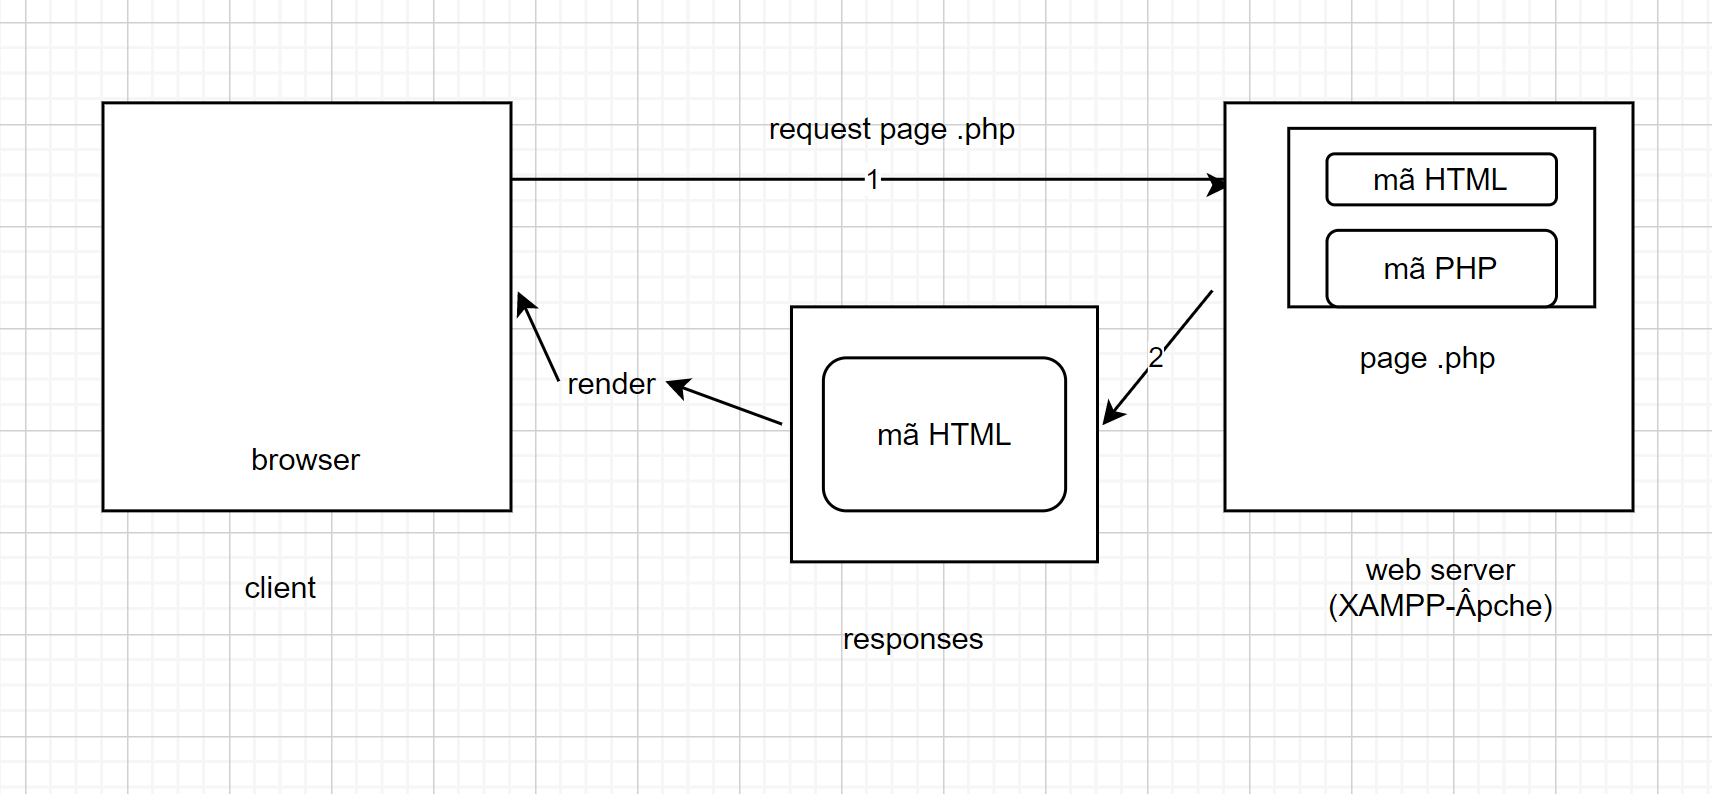 request page .php
1
mã HTML
mã PHP
page .php
2
render
mã HTML
browser
client
responses
web server
(XAMPP-Âpche)